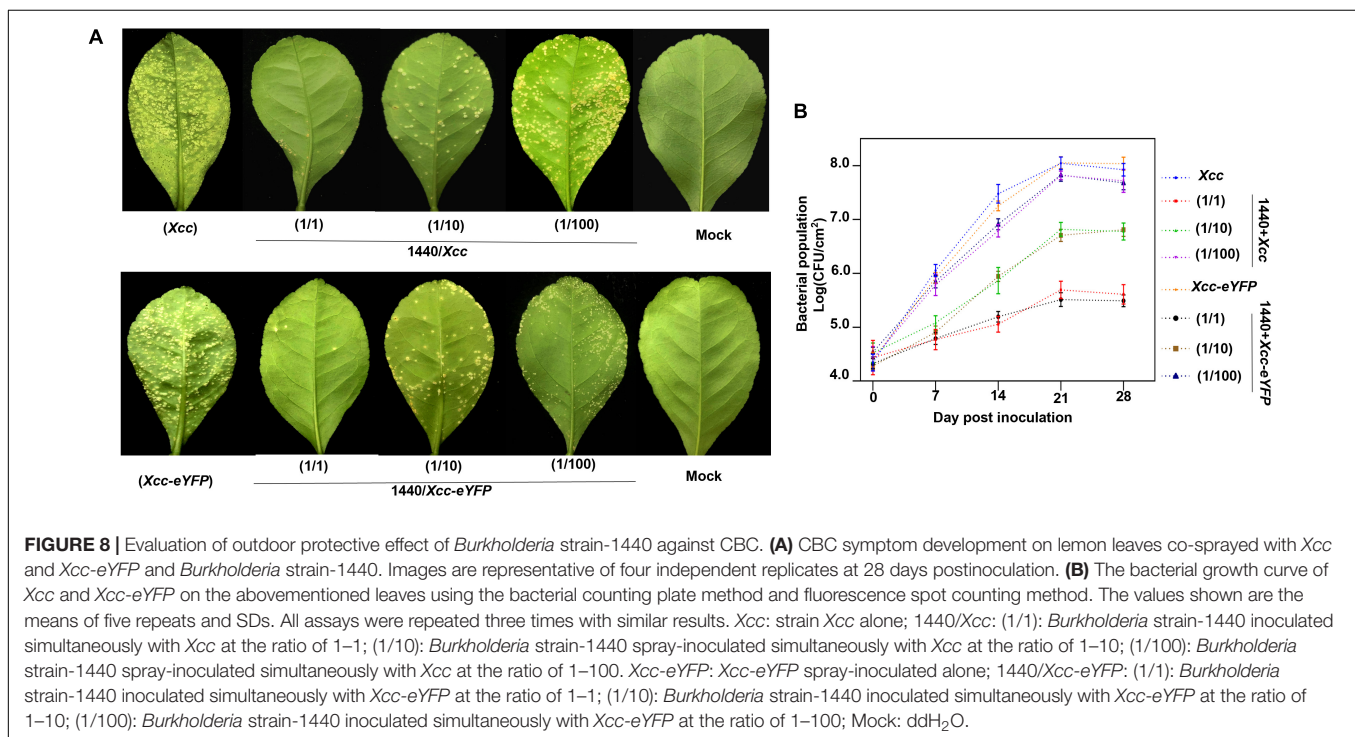 A
(Xcc)
(1/1)
(1/10)
(1/100)
Mock
1440/Xcc
(Xcc-eYFP)
(1/1)
(1/10)
(1/100)
Mock
1440/Xcc-eYFP
B
Bacterial population
Log(CFU/cm²)
8.0
7.0
6.0
5.0
4.0
0
7
14
21
28
Day post inoculation
Xcc
(1/1)
(1/10)
(1/100)
1440+Xcc
Xcc-eYFP
(1/1)
(1/10)
(1/100)
1440+Xcc-eYFP
FIGURE 8 | Evaluation of outdoor protective effect of Burkholderia strain-1440 against CBC. (A) CBC symptom development on lemon leaves co-sprayed with Xcc
and Xcc-eYFP and Burkholderia strain-1440. Images are representative of four independent replicates at 28 days postinoculation. (B) The bacterial growth curve of
Xcc and Xcc-eYFP on the abovementioned leaves using the bacterial counting plate method and fluorescence spot counting method. The values shown are the
means of five repeats and SDs. All assays were repeated three times with similar results. Xcc: strain Xcc alone; 1440/Xcc: (1/1): Burkholderia strain-1440 inoculated
simultaneously with Xcc at the ratio of 1–1; (1/10): Burkholderia strain-1440 spray-inoculated simultaneously with Xcc at the ratio of 1–10; (1/100): Burkholderia
strain-1440 spray-inoculated simultaneously with Xcc at the ratio of 1–100. Xcc-eYFP: Xcc-eYFP spray-inoculated alone; 1440/Xcc-eYFP: (1/1): Burkholderia
strain-1440 inoculated simultaneously with Xcc-eYFP at the ratio of 1–1; (1/10): Burkholderia strain-1440 inoculated simultaneously with Xcc-eYFP at the ratio of
1–10; (1/100): Burkholderia strain-1440 inoculated simultaneously with Xcc-eYFP at the ratio of 1–100; Mock: ddH₂O.